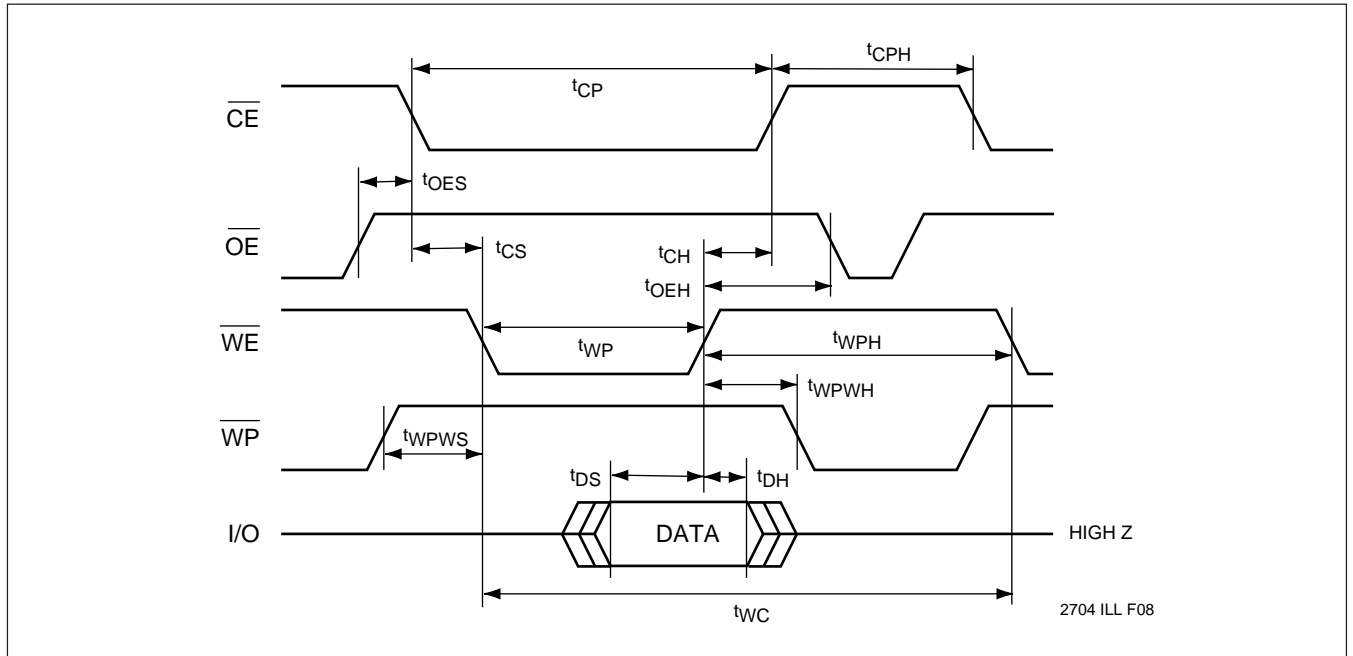 tCPH
tCP
CE
tOES
OE
tCS
tCH
tOEH
WE
tWP
tWPH
tWPWH
WP
tWPWS
tDS
tDH
I/O
DATA
HIGH Z
tWC
2704 ILL F08